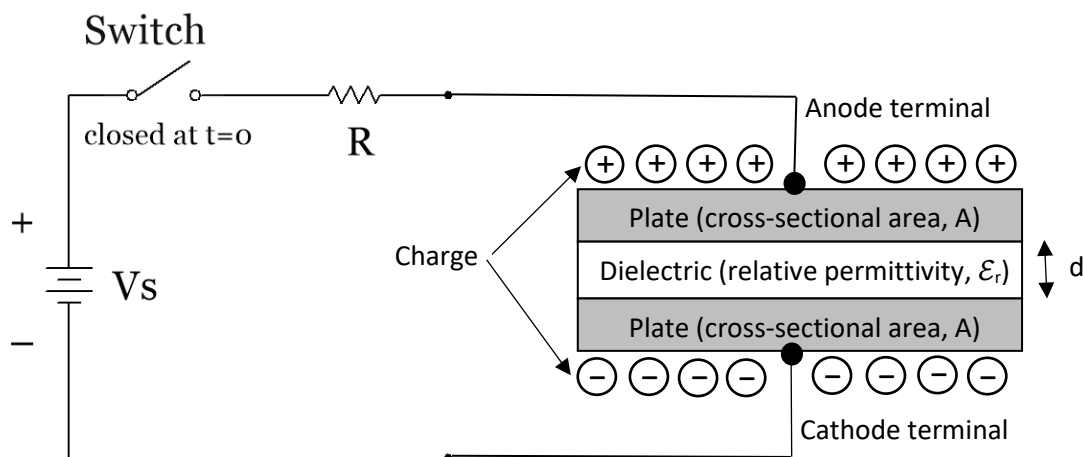 Switch
closed at t=0
R
Anode terminal
+ + + + + + + +
Plate (cross-sectional area, A)
+
Charge
Dielectric (relative permittivity, Ɛr)
d
Vs
−
Plate (cross-sectional area, A)
− − − − − − − −
Cathode terminal